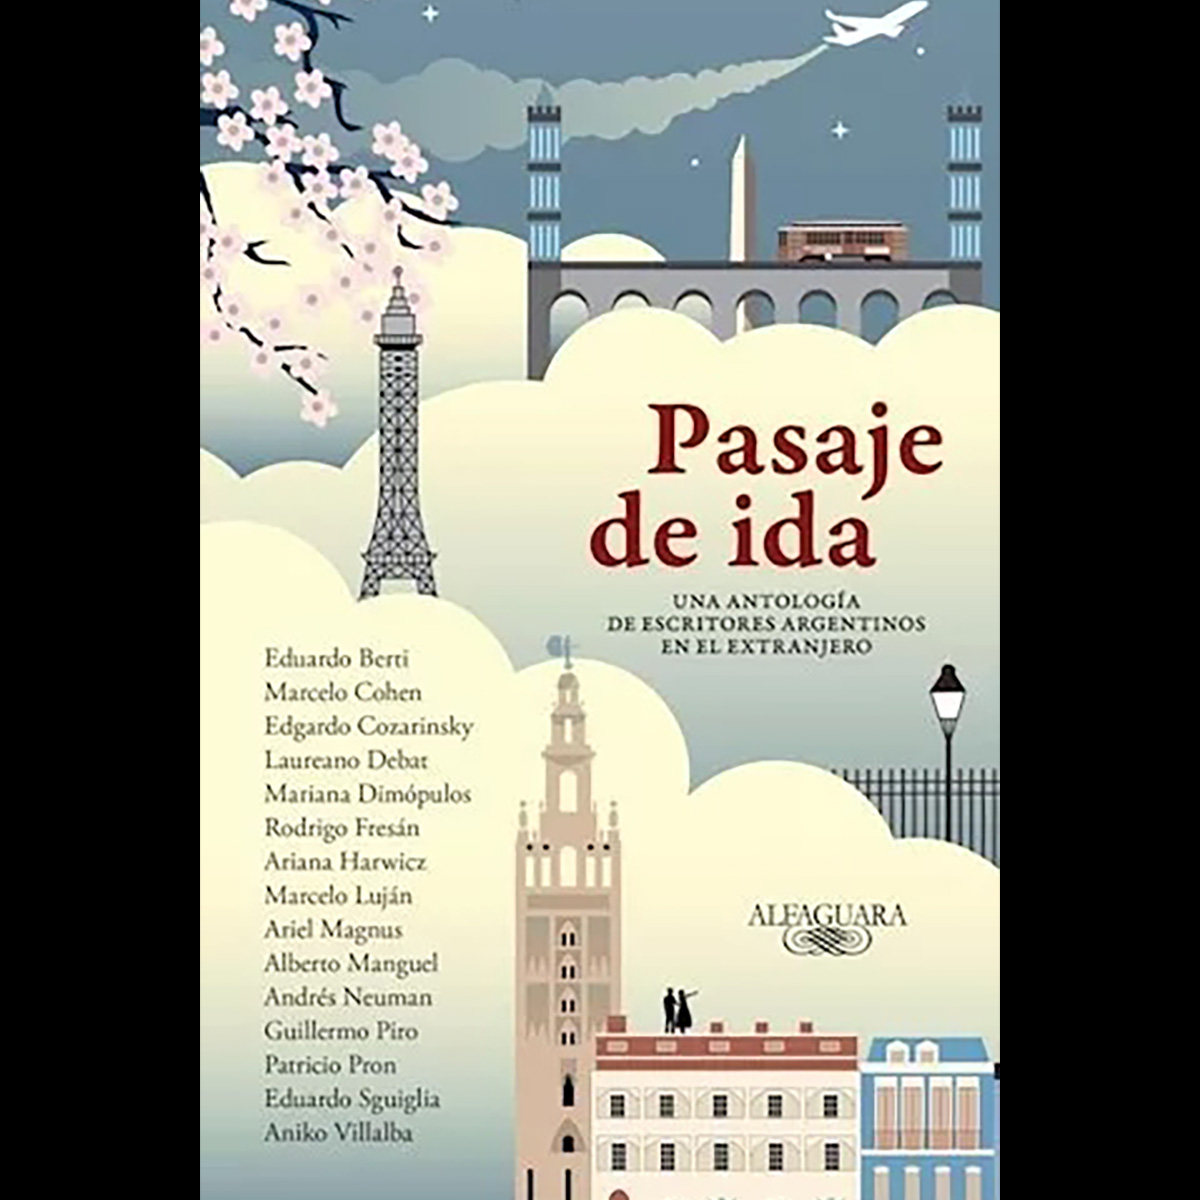 Pasaje
de ida
UNA ANTOLOGÍA
DE ESCRITORES ARGENTINOS
EN EL EXTRANJERO
Eduardo Berti
Marcelo Cohen
Edgardo Cozarinsky
Laureano Debat
Mariana Dimópulos
Rodrigo Fresán
Ariana Harwicz
Marcelo Luján
Ariel Magnus
Alberto Manguel
Andrés Neuman
Guillermo Piro
Patricio Pron
Eduardo Sguiglia
Aniko Villalba
ALFAGUARA